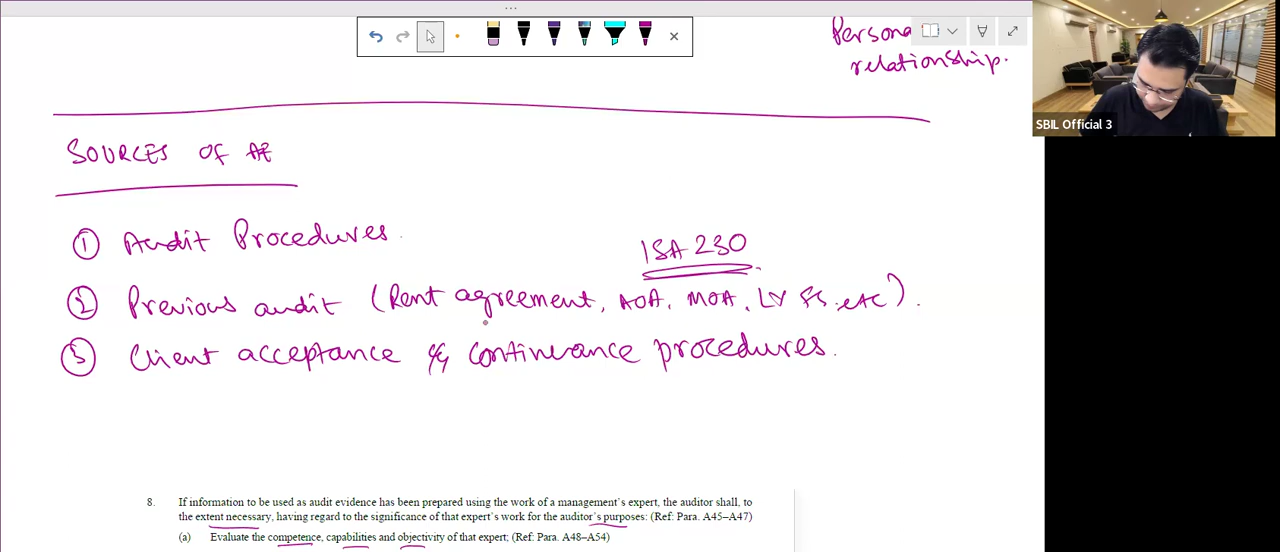 Persona
relationship.
SBIL Official 3
SOURCES OF AE
① Audit Procedures.
ISA 230
② Previous audit (Rent agreement, AOA, MOA, LY FS, etc).
③ Client acceptance & continuance procedures.
8. If information to be used as audit evidence has been prepared using the work of a management's expert, the auditor shall, to
the extent necessary, having regard to the significance of that expert's work for the auditor's purposes: (Ref: Para. A45–A47)
(a) Evaluate the competence, capabilities and objectivity of that expert; (Ref: Para. A48–A54)